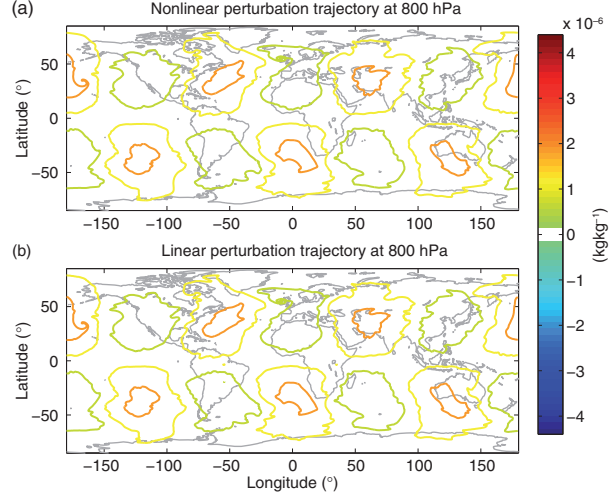 (a)
Nonlinear perturbation trajectory at 800 hPa
Latitude (°)
50
0
−50
−150 −100 −50 0 50 100 150
(b)
Linear perturbation trajectory at 800 hPa
Latitude (°)
50
0
−50
−150 −100 −50 0 50 100 150
Longitude (°)
x 10⁻⁶
4
3
2
1
0
−1
−2
−3
−4
(kgkg⁻¹)